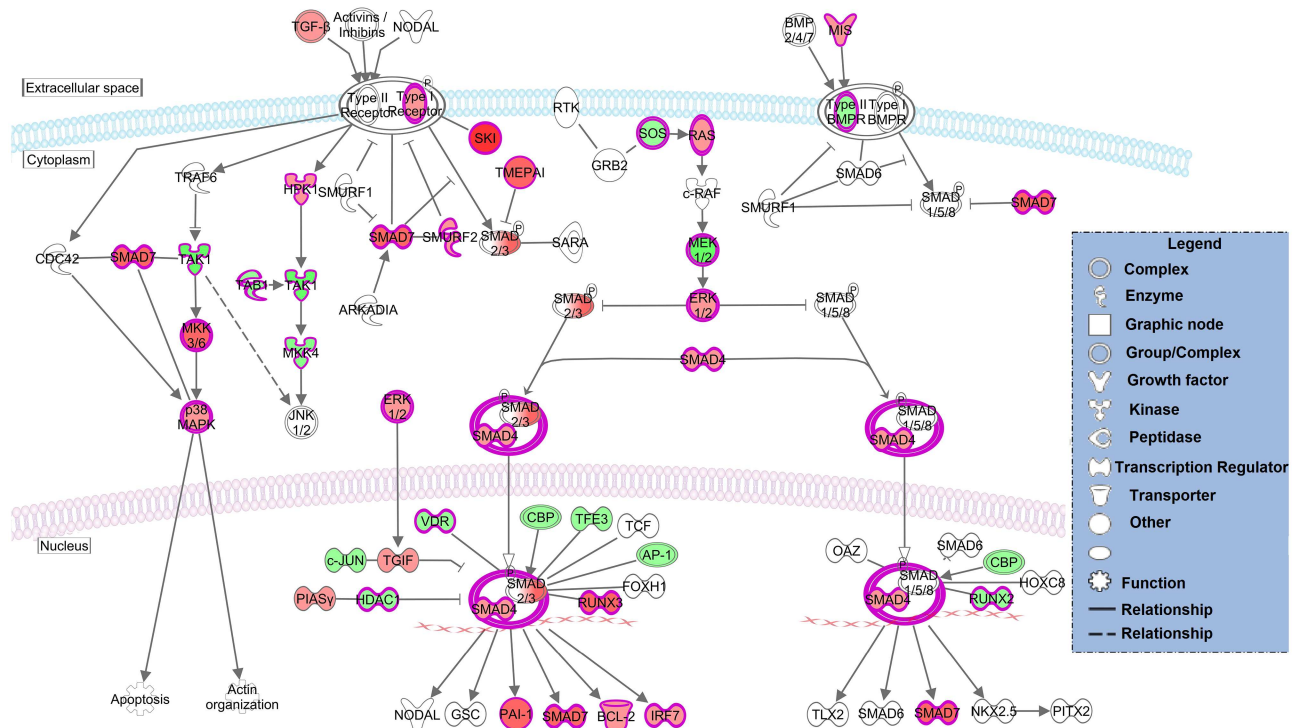 TGF-β
Activins /
Inhibins
NODAL
BMP
2/4/7
MIS
Extracellular space
Type II
Receptor
Type I
Receptor
P
Type II
BMPR
Type I
BMPR
P
RTK
SOS
RAS
GRB2
SKI
Cytoplasm
TRAF6
HPK1
SMURF1
TMEPAI
c-RAF
SMAD6
SMURF1
SMAD
1/5/8
P
SMAD7
CDC42
SMAD7
TAK1
SMAD7
SMURF2
SMAD
2/3
P
SARA
MEK
1/2
TAB1
TAK1
ARKADIA
SMAD
2/3
P
ERK
1/2
SMAD
1/5/8
P
MKK
3/6
MKK4
SMAD4
p38
MAPK
JNK
1/2
ERK
1/2
P
SMAD
2/3
SMAD4
P
SMAD
1/5/8
SMAD4
Nucleus
VDR
CBP
TFE3
TCF
AP-1
FOXH1
c-JUN
TGIF
PIASγ
HDAC1
P
SMAD
2/3
SMAD4
RUNX3
OAZ
SMAD6
CBP
HOXC8
P
SMAD
1/5/8
SMAD4
RUNX2
Apoptosis
Actin
organization
NODAL
GSC
PAI-1
SMAD7
BCL-2
IRF7
TLX2
SMAD6
SMAD7
NKX2.5
PITX2
Legend
Complex
Enzyme
Graphic node
Group/Complex
Growth factor
Kinase
Peptidase
Transcription Regulator
Transporter
Other
Function
Relationship
Relationship